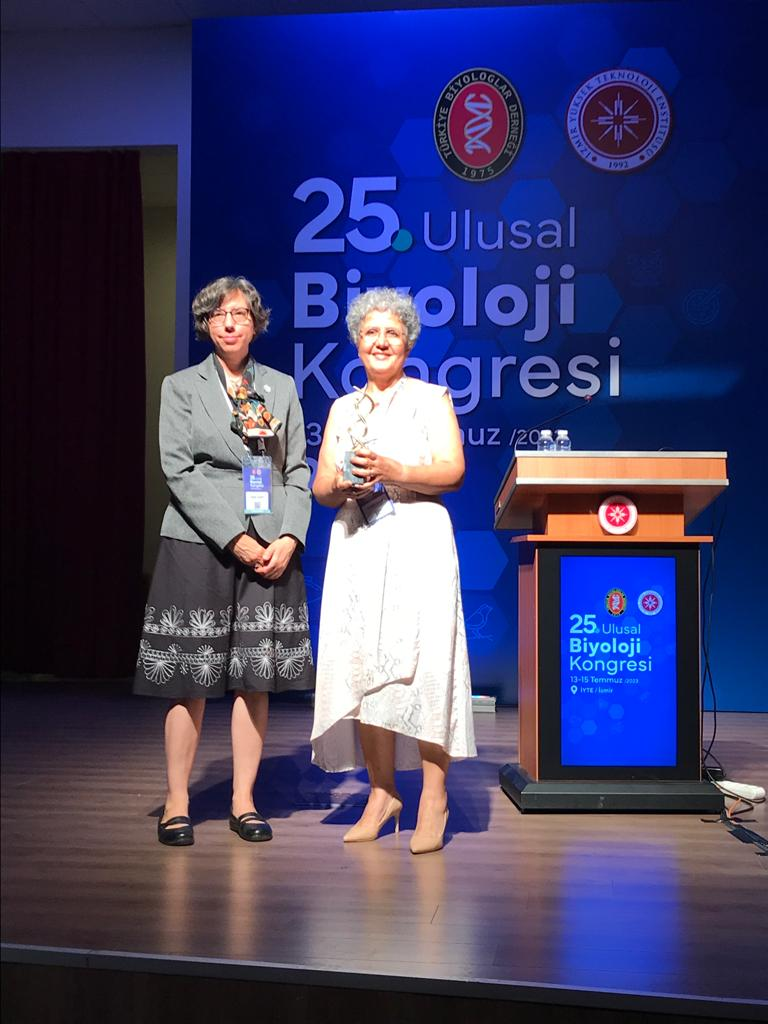 TÜRKİYE BİYOLOGLAR DERNEĞİ
1975
İZMİR YÜKSEK TEKNOLOJİ ENSTİTÜSÜ
1992
25. Ulusal
Biyoloji
Kongresi
25. Ulusal
Biyoloji
Kongresi
13-15 Temmuz /2023
İYTE / İzmir